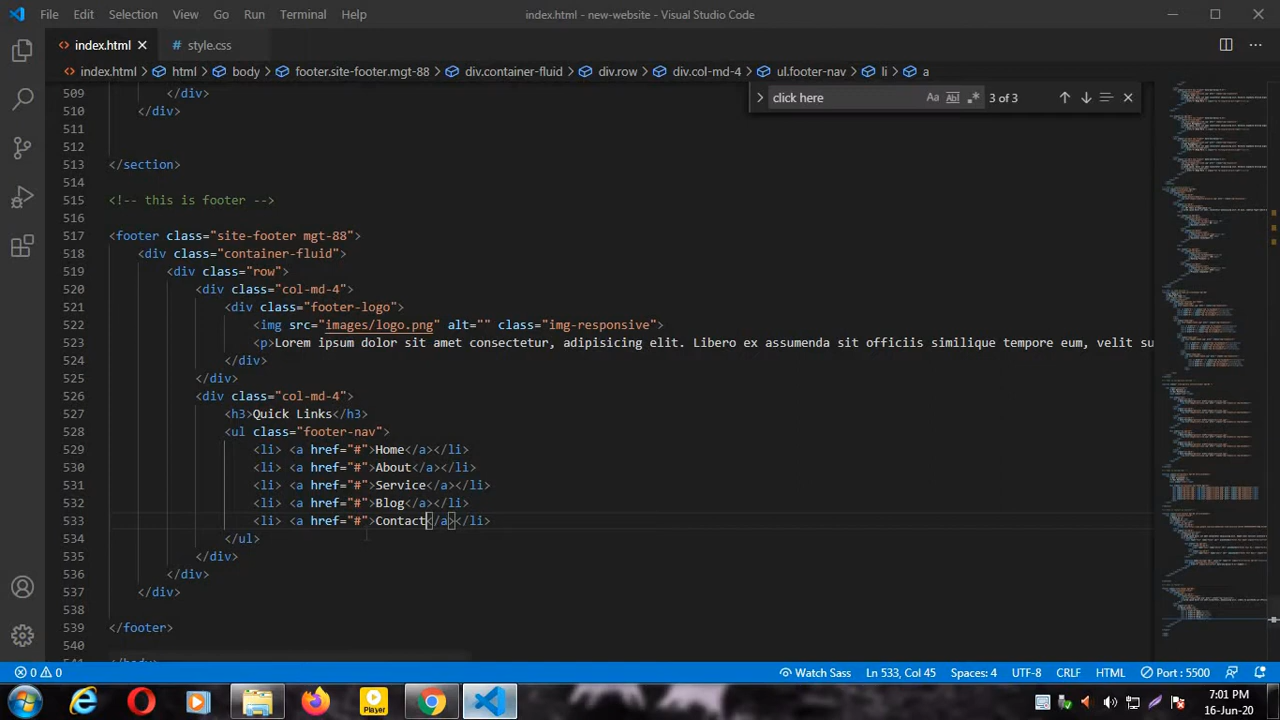 File Edit Selection View Go Run Terminal Help index.html - new-website - Visual Studio Code
index.html style.css
index.html html body footer.site-footer.mgt-88 div.container-fluid div.row div.col-md-4 ul.footer-nav li a
click here Aa 3 of 3
509 </div>
510 </div>
511
512
513 </section>
514
515 <!-- this is footer -->
516
517 <footer class="site-footer mgt-88">
518 <div class="container-fluid">
519 <div class="row">
520 <div class="col-md-4">
521 <div class="footer-logo">
522 <img src="images/logo.png" alt="" class="img-responsive">
523 <p>Lorem ipsum dolor sit amet consectetur, adipisicing elit. Libero ex assumenda sit officiis similique tempore eum, velit su
524 </div>
525 </div>
526 <div class="col-md-4">
527 <h3>Quick Links</h3>
528 <ul class="footer-nav">
529 <li> <a href="#">Home</a></li>
530 <li> <a href="#">About</a></li>
531 <li> <a href="#">Service</a></li>
532 <li> <a href="#">Blog</a></li>
533 <li> <a href="#">Contact</a></li>
534 </ul>
535 </div>
536 </div>
537 </div>
538
539 </footer>
540
541 </body>
0 0 Watch Sass Ln 533, Col 45 Spaces: 4 UTF-8 CRLF HTML Port : 5500
Player
7:01 PM
16-Jun-20